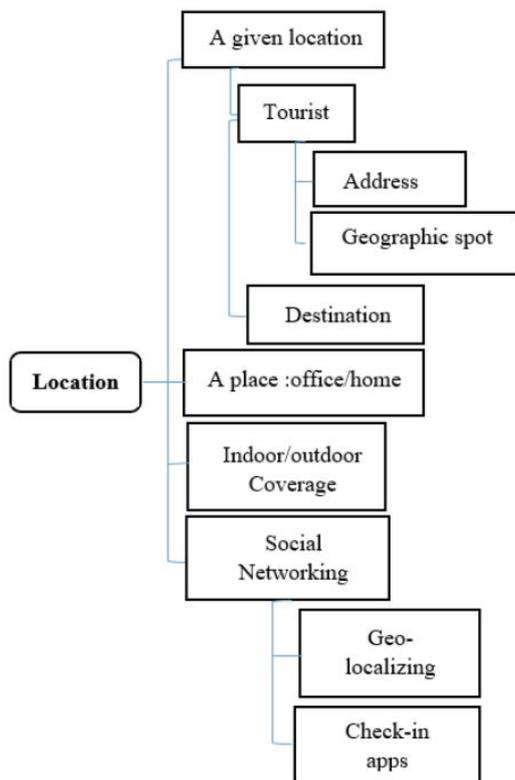 A given location
Tourist
Address
Geographic spot
Destination
Location
A place :office/home
Indoor/outdoor
Coverage
Social
Networking
Geo-
localizing
Check-in
apps